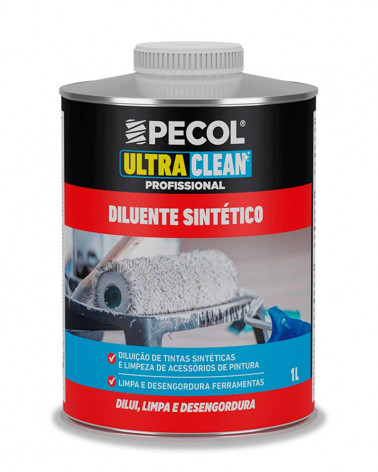 PECOL®
ULTRA CLEAN
PROFISSIONAL
DILUENTE SINTÉTICO
DILUIÇÃO DE TINTAS SINTÉTICAS
E LIMPEZA DE ACESSÓRIOS DE PINTURA
LIMPA E DESENGORDURA FERRAMENTAS
1L
DILUI, LIMPA E DESENGORDURA